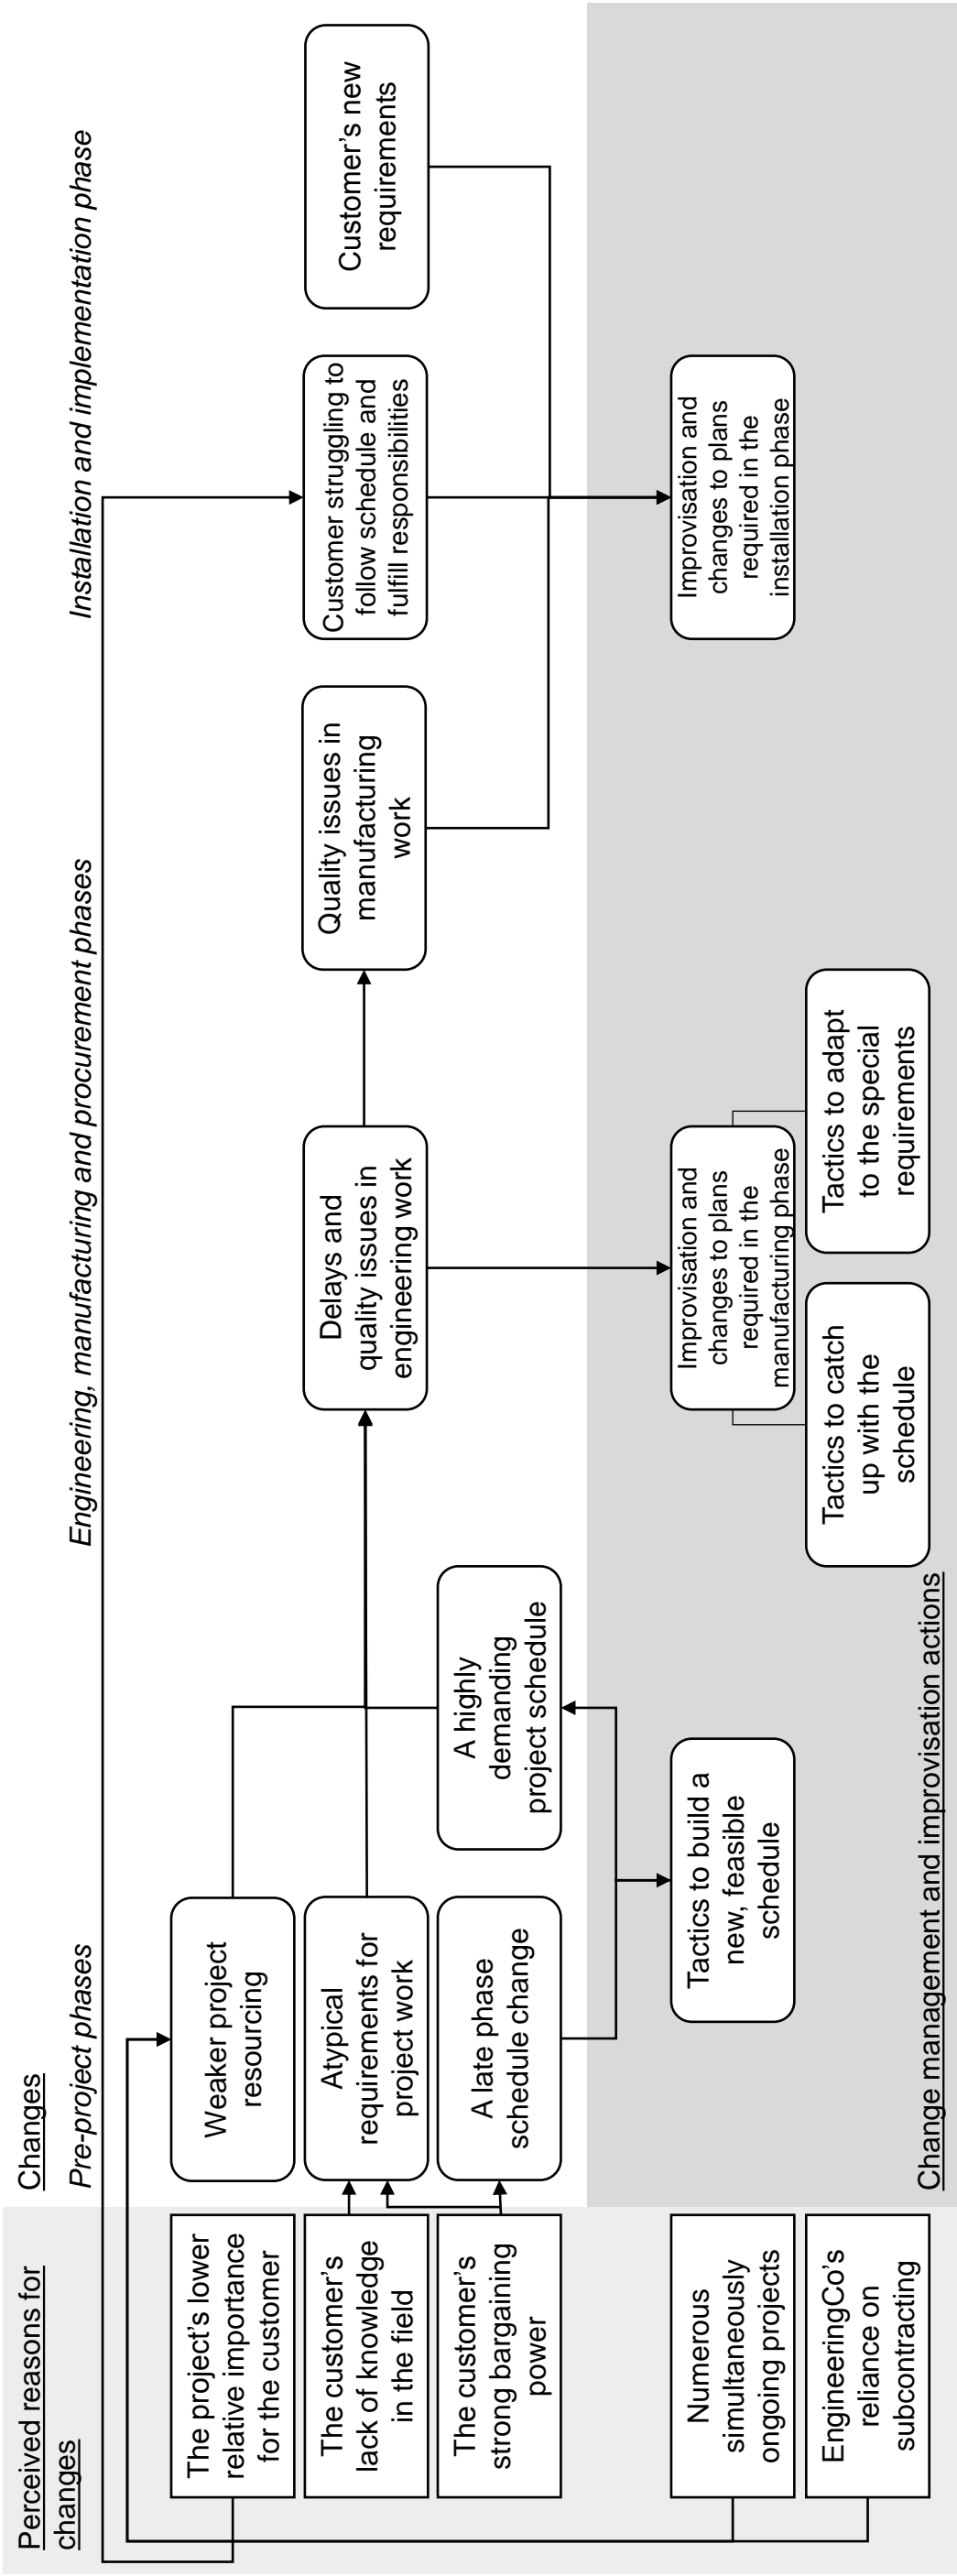 Perceived reasons for
changes
Changes
Pre-project phases
Engineering, manufacturing and procurement phases
Installation and implementation phase
The project’s lower
relative importance
for the customer
The customer’s
lack of knowledge
in the field
The customer’s
strong bargaining
power
Numerous
simultaneously
ongoing projects
EngineeringCo’s
reliance on
subcontracting
Weaker project
resourcing
Atypical
requirements for
project work
A late phase
schedule change
A highly
demanding
project schedule
Tactics to build a
new, feasible
schedule
Delays and
quality issues in
engineering work
Improvisation and
changes to plans
required in the
manufacturing phase
Tactics to catch
up with the
schedule
Tactics to adapt
to the special
requirements
Quality issues in
manufacturing
work
Customer struggling to
follow schedule and
fulfill responsibilities
Customer’s new
requirements
Improvisation and
changes to plans
required in the
installation phase
Change management and improvisation actions